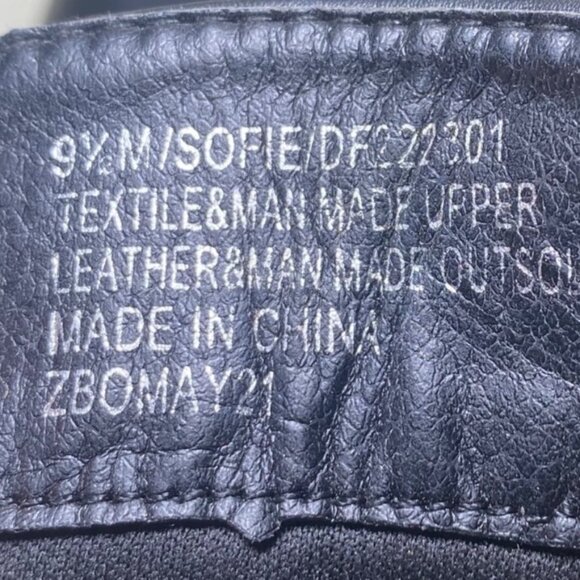 9½M/SOFIE/DF222301
TEXTILE&MAN MADE UPPER
LEATHER&MAN MADE OUTSOL
MADE IN CHINA
ZBOMAY21